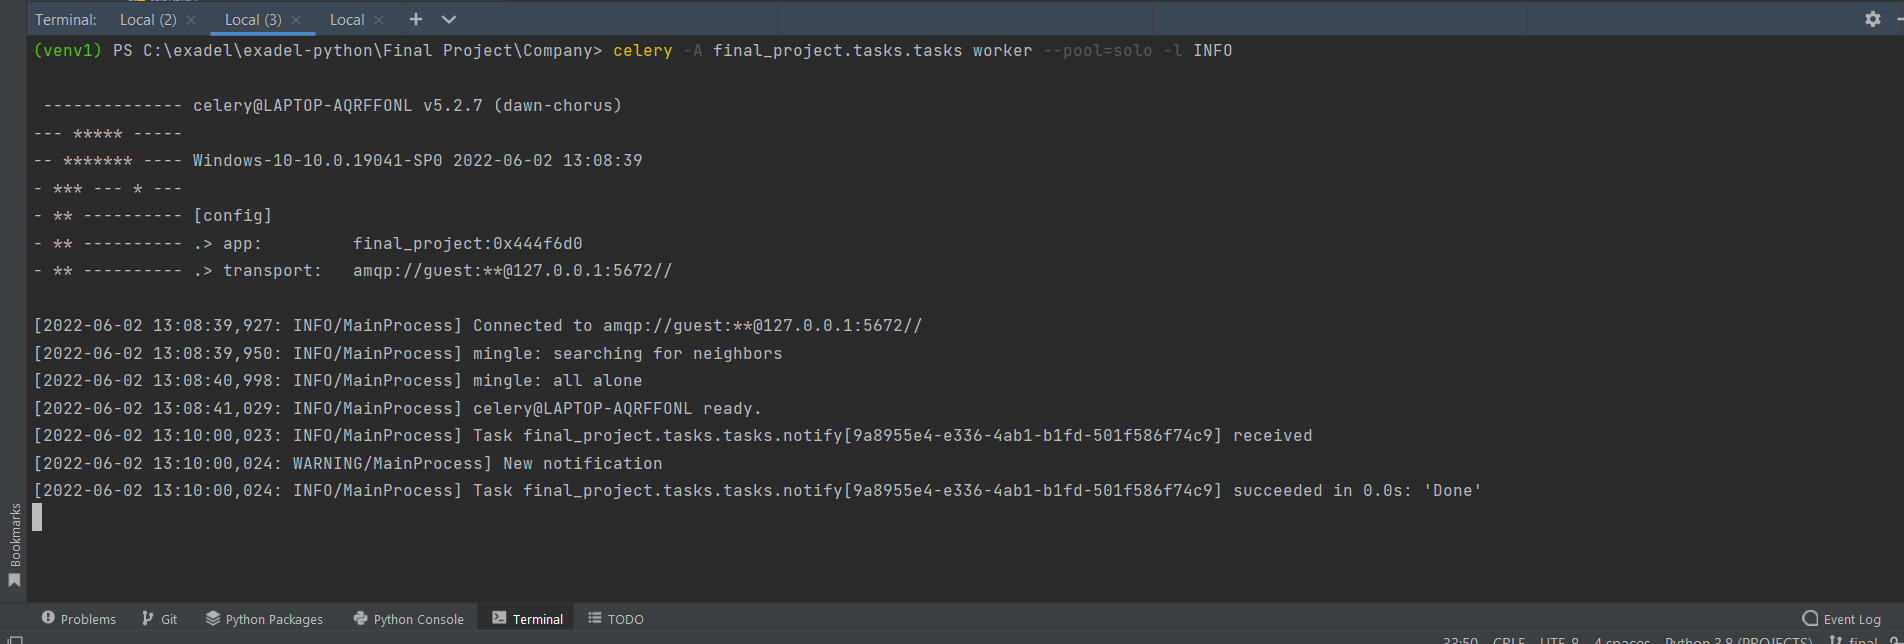 Terminal: Local (2) × Local (3) × Local × +
(venv1) PS C:\exadel\exadel-python\Final Project\Company> celery -A final_project.tasks.tasks worker --pool=solo -l INFO
-------------- celery@LAPTOP-AQRFFONL v5.2.7 (dawn-chorus)
--- ***** -----
-- ******* ---- Windows-10-10.0.19041-SP0 2022-06-02 13:08:39
- *** --- * ---
- ** ---------- [config]
- ** ---------- .> app: final_project:0x444f6d0
- ** ---------- .> transport: amqp://guest:**@127.0.0.1:5672//
[2022-06-02 13:08:39,927: INFO/MainProcess] Connected to amqp://guest:**@127.0.0.1:5672//
[2022-06-02 13:08:39,950: INFO/MainProcess] mingle: searching for neighbors
[2022-06-02 13:08:40,998: INFO/MainProcess] mingle: all alone
[2022-06-02 13:08:41,029: INFO/MainProcess] celery@LAPTOP-AQRFFONL ready.
[2022-06-02 13:10:00,023: INFO/MainProcess] Task final_project.tasks.tasks.notify[9a8955e4-e336-4ab1-b1fd-501f586f74c9] received
[2022-06-02 13:10:00,024: WARNING/MainProcess] New notification
[2022-06-02 13:10:00,024: INFO/MainProcess] Task final_project.tasks.tasks.notify[9a8955e4-e336-4ab1-b1fd-501f586f74c9] succeeded in 0.0s: 'Done'
Bookmarks
Problems Git Python Packages Python Console Terminal TODO Event Log
33:50 CRLF UTF-8 4 spaces Python 3.8 (PROJECTS) final